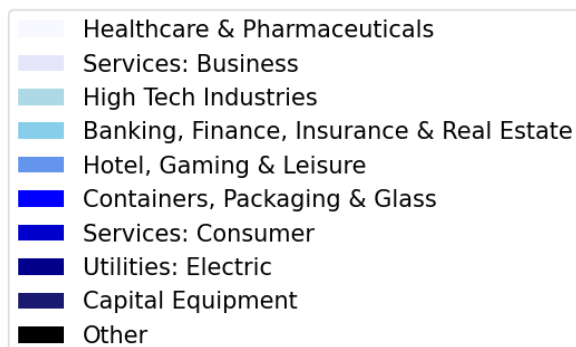 Healthcare & Pharmaceuticals
Services: Business
High Tech Industries
Banking, Finance, Insurance & Real Estate
Hotel, Gaming & Leisure
Containers, Packaging & Glass
Services: Consumer
Utilities: Electric
Capital Equipment
Other